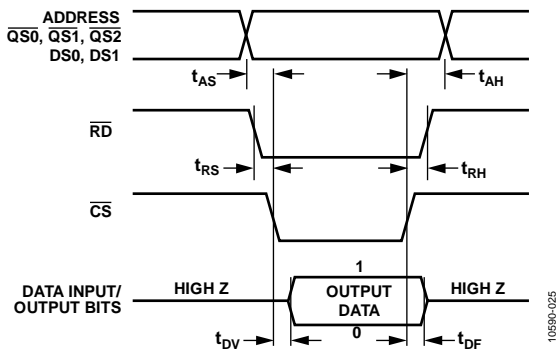 ADDRESS
QS0, QS1, QS2
DS0, DS1
tAS
tAH
RD
tRS
tRH
CS
DATA INPUT/
OUTPUT BITS
HIGH Z
1
OUTPUT
DATA
0
HIGH Z
tDV
tDF
10590-025